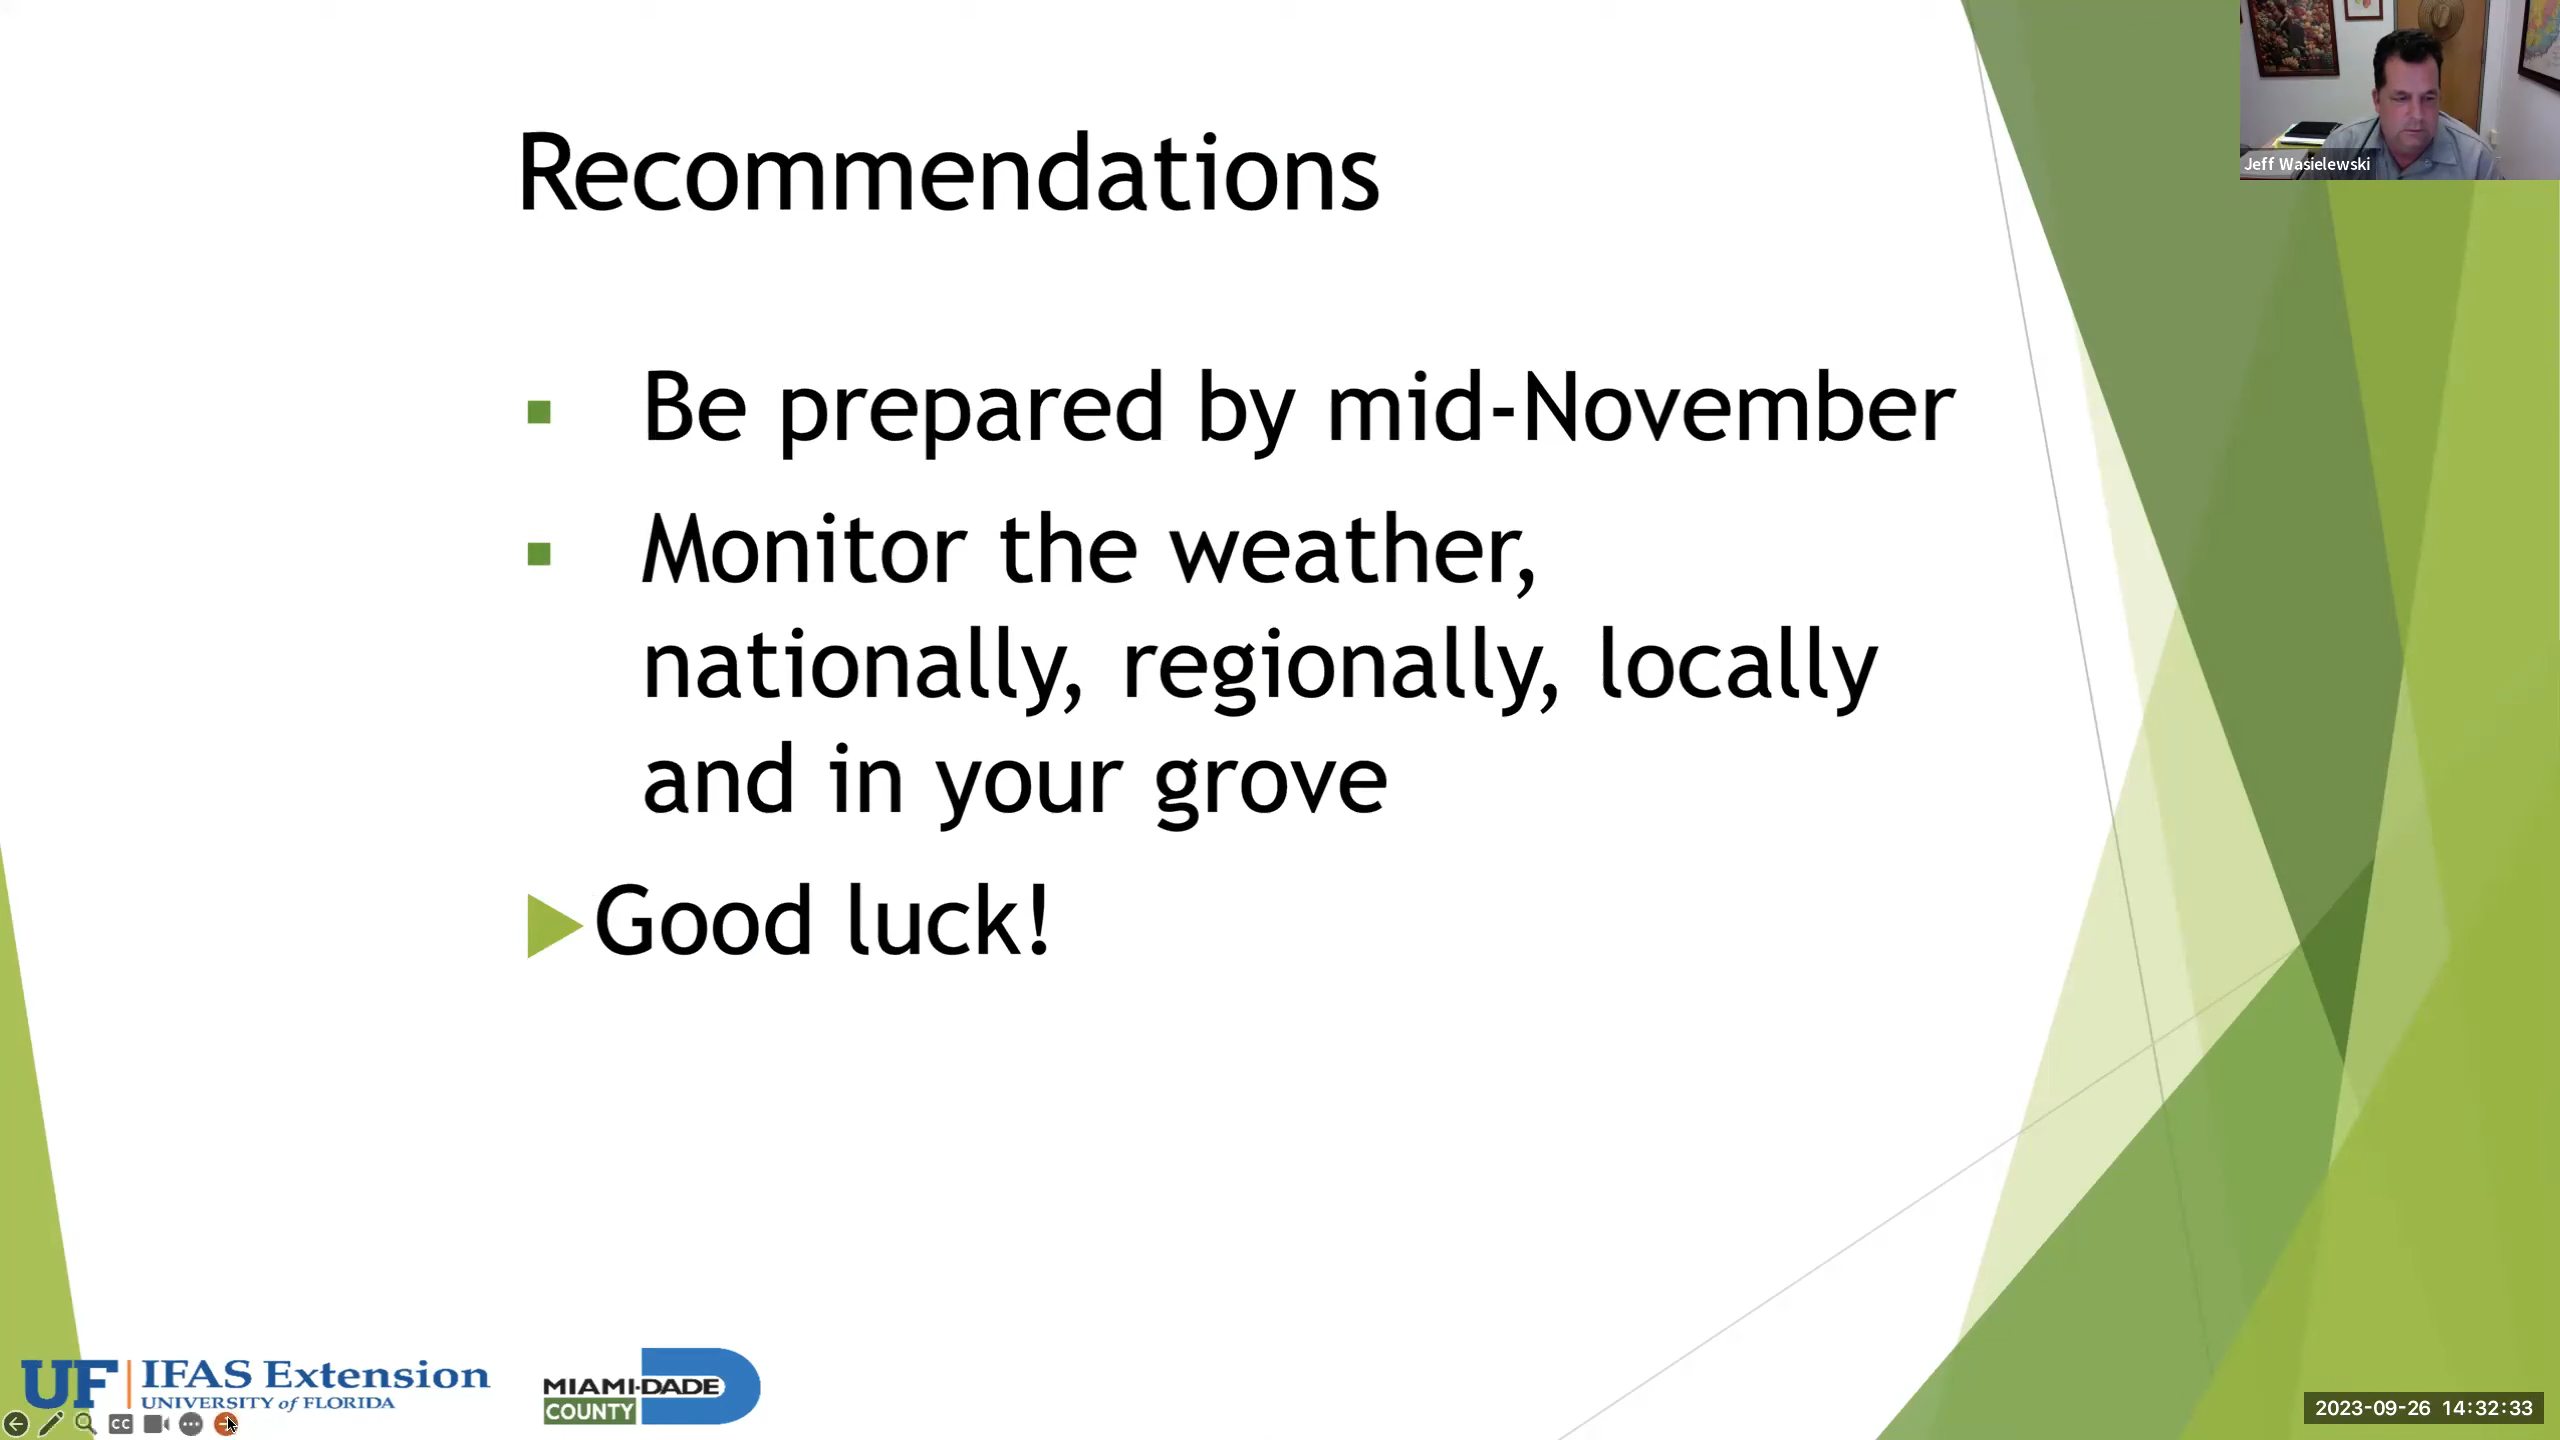 Recommendations
Jeff Wasielewski
▪ Be prepared by mid-November
▪ Monitor the weather,
nationally, regionally, locally
and in your grove
▶Good luck!
UF | IFAS Extension
UNIVERSITY of FLORIDA
MIAMI-DADE
COUNTY
CC
2023-09-26 14:32:33